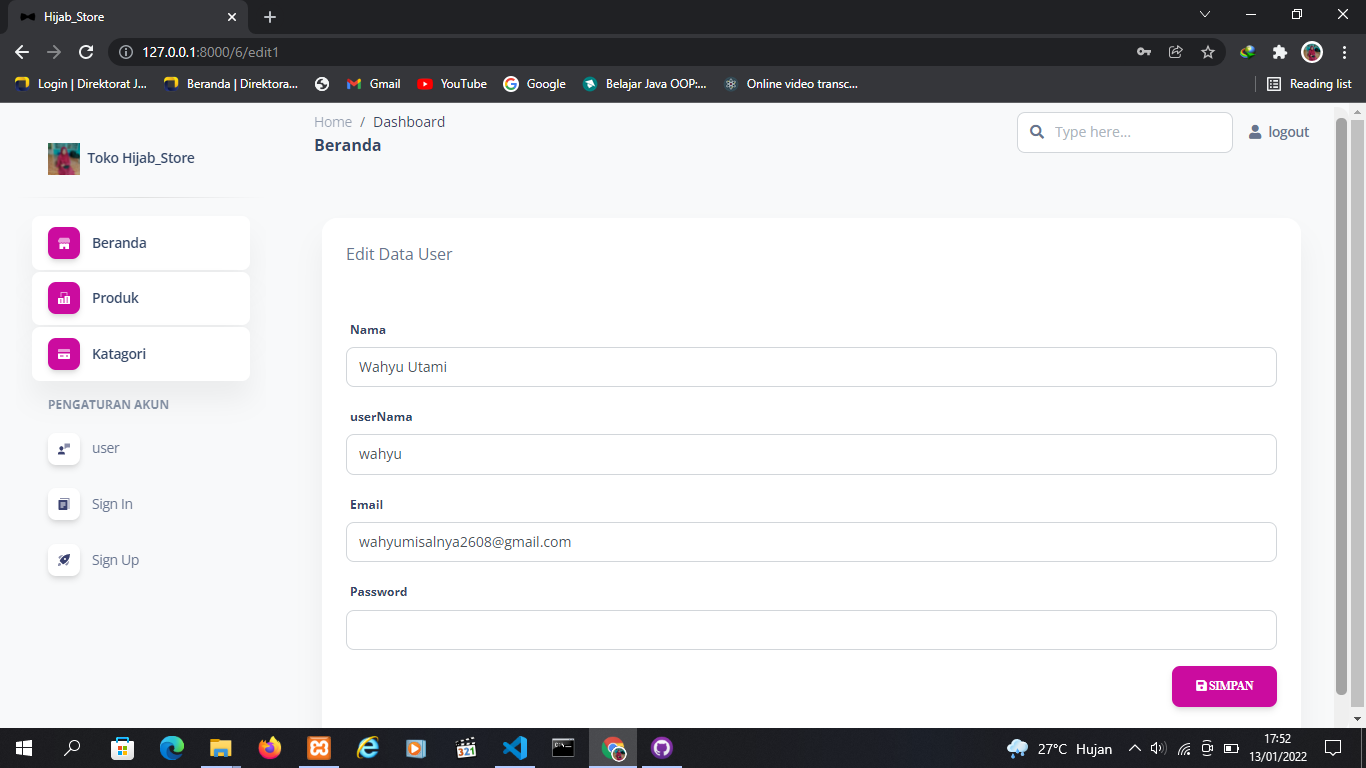 Hijab_Store
127.0.0.1:8000/6/edit1
Login | Direktorat J... Beranda | Direktora... Gmail YouTube Google Belajar Java OOP:... Online video transc... Reading list
Home / Dashboard
Beranda
Type here...
logout
Toko Hijab_Store
Beranda
Produk
Katagori
PENGATURAN AKUN
user
Sign In
Sign Up
Edit Data User
Nama
Wahyu Utami
userNama
wahyu
Email
wahyumisalnya2608@gmail.com
Password
SIMPAN
321
27°C Hujan
17:52
13/01/2022